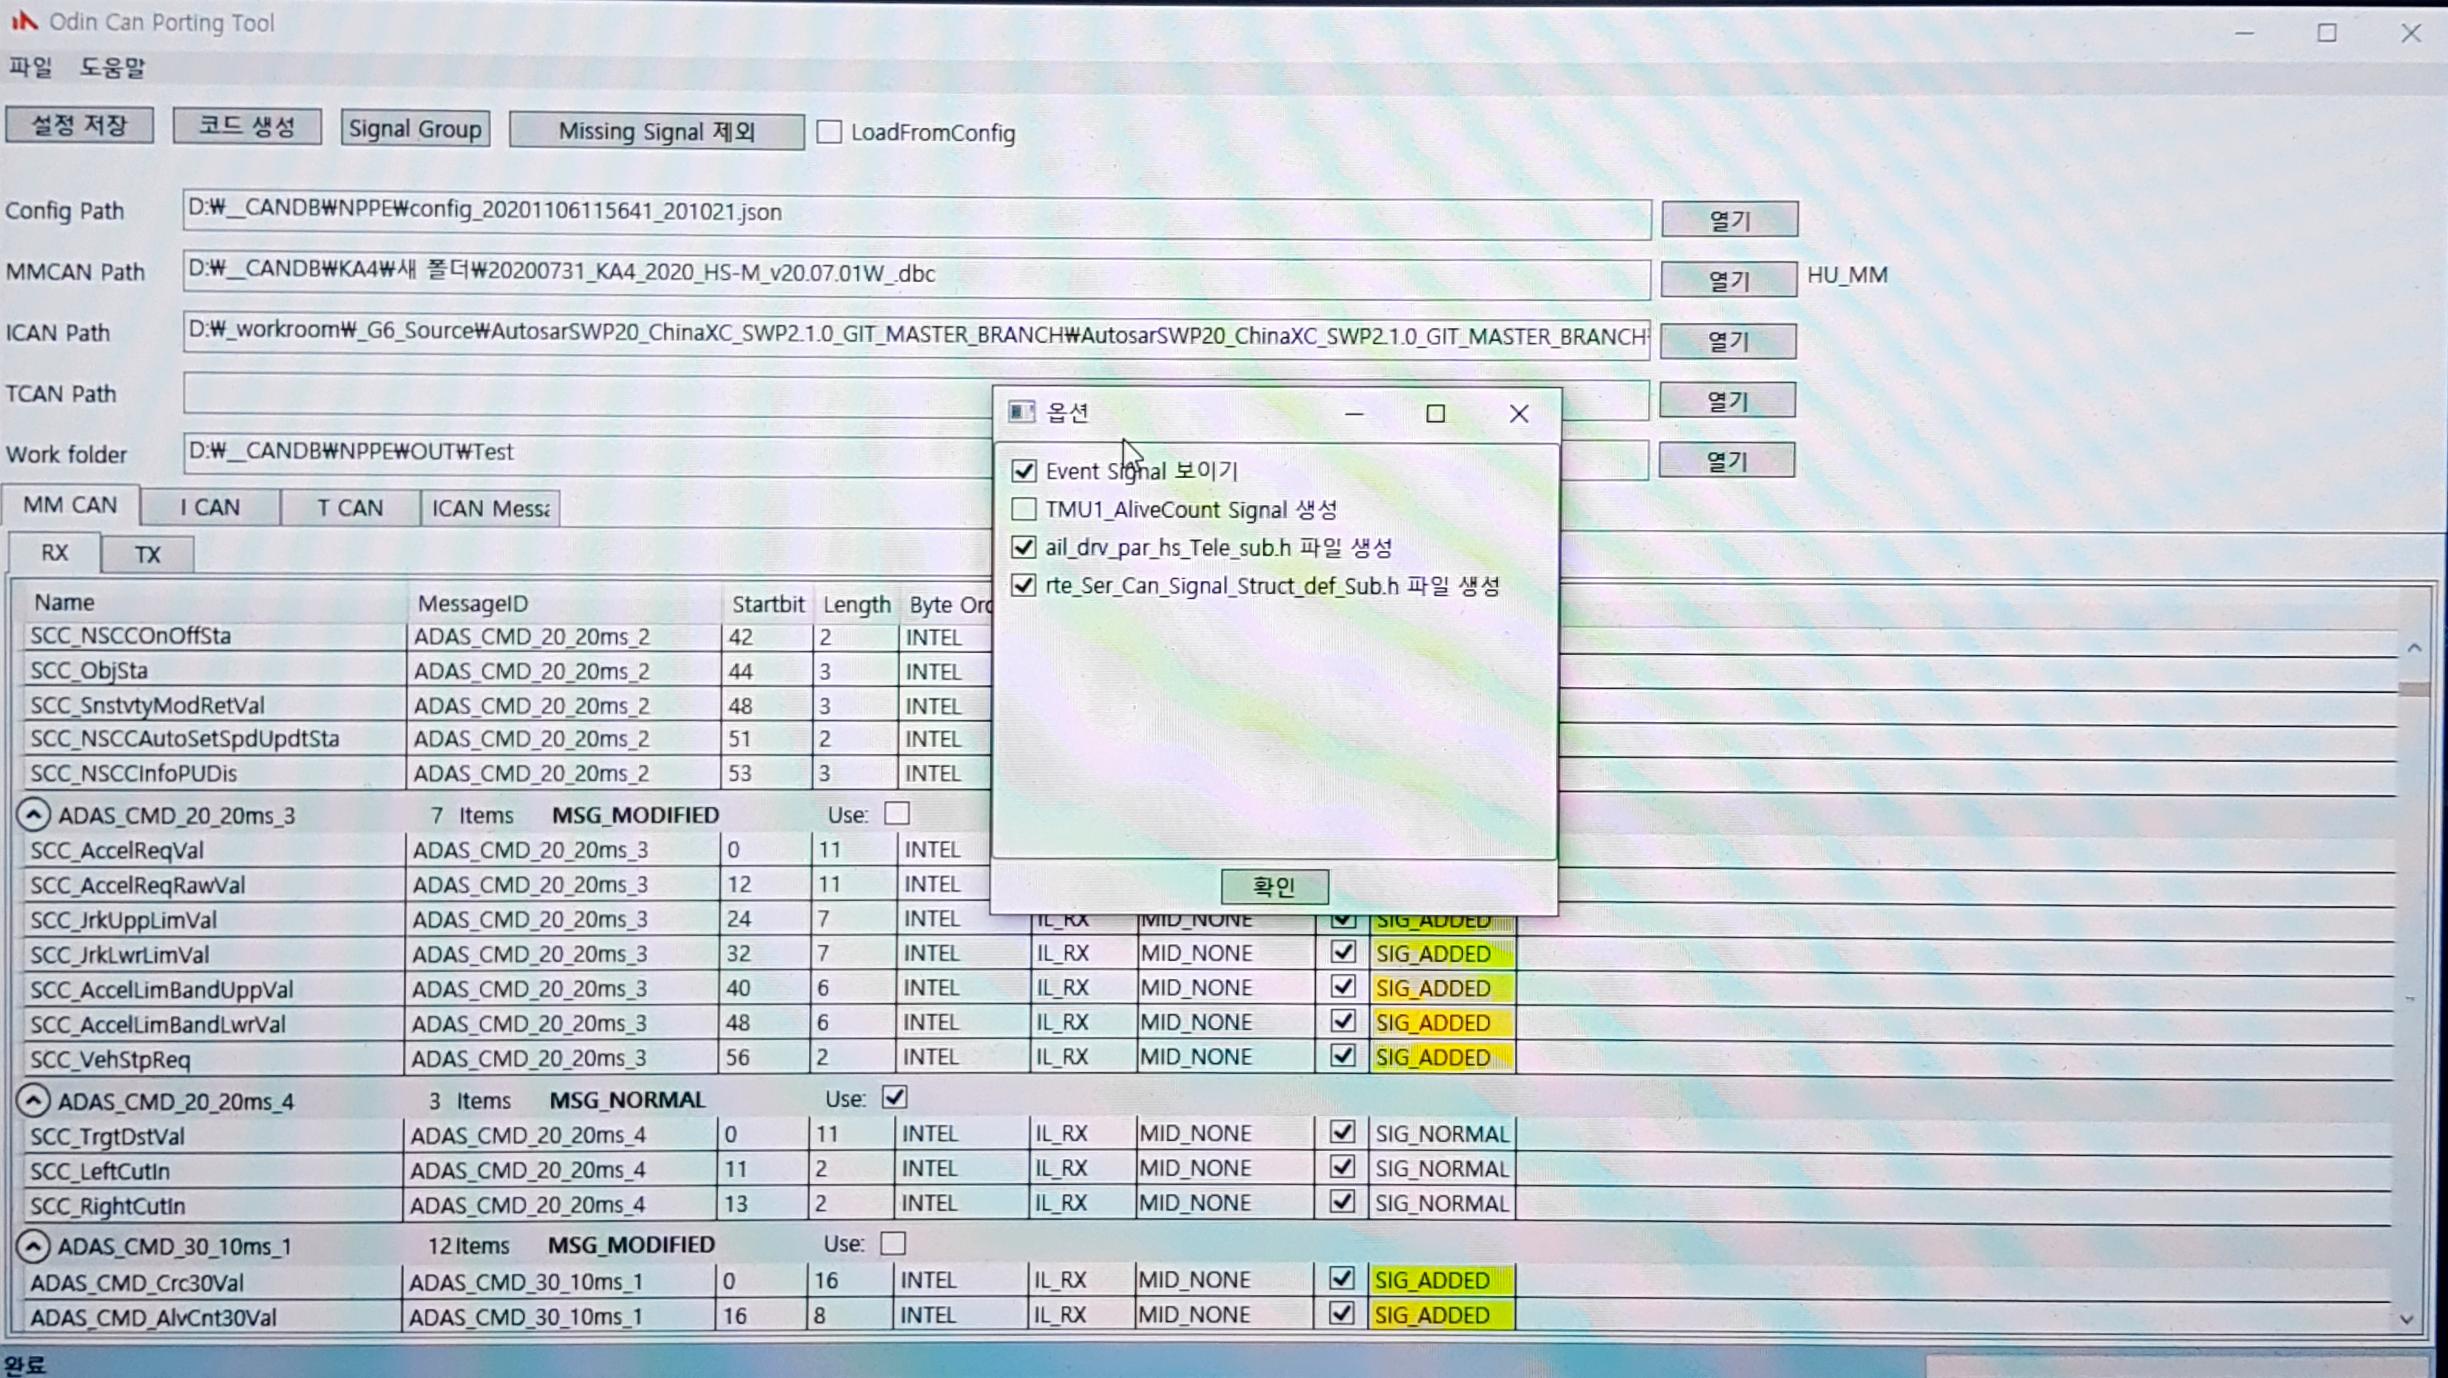 Odin Can Porting Tool
파일 도움말
설정 저장 코드 생성 Signal Group Missing Signal 제외 LoadFromConfig
Config Path D:₩__CANDB₩NPPE₩config_20201106115641_201021.json 열기
MMCAN Path D:₩__CANDB₩KA4₩새 폴더₩20200731_KA4_2020_HS-M_v20.07.01W_.dbc 열기 HU_MM
ICAN Path D:₩_workroom₩_G6_Source₩AutosarSWP20_ChinaXC_SWP2.1.0_GIT_MASTER_BRANCH₩AutosarSWP20_ChinaXC_SWP2.1.0_GIT_MASTER_BRANCH 열기
TCAN Path 열기
Work folder D:₩__CANDB₩NPPE₩OUT₩Test 열기
옵션
Event Signal 보이기
TMU1_AliveCount Signal 생성
ail_drv_par_hs_Tele_sub.h 파일 생성
rte_Ser_Can_Signal_Struct_def_Sub.h 파일 생성
확인
MM CAN I CAN T CAN ICAN Messa
RX TX
Name MessageID Startbit Length Byte Ord
SCC_NSCCOnOffSta ADAS_CMD_20_20ms_2 42 2 INTEL
SCC_ObjSta ADAS_CMD_20_20ms_2 44 3 INTEL
SCC_SnstvtyModRetVal ADAS_CMD_20_20ms_2 48 3 INTEL
SCC_NSCCAutoSetSpdUpdtSta ADAS_CMD_20_20ms_2 51 2 INTEL
SCC_NSCCInfoPUDis ADAS_CMD_20_20ms_2 53 3 INTEL
ADAS_CMD_20_20ms_3 7 Items MSG_MODIFIED Use:
SCC_AccelReqVal ADAS_CMD_20_20ms_3 0 11 INTEL
SCC_AccelReqRawVal ADAS_CMD_20_20ms_3 12 11 INTEL
SCC_JrkUppLimVal ADAS_CMD_20_20ms_3 24 7 INTEL IL_RX MID_NONE SIG_ADDED
SCC_JrkLwrLimVal ADAS_CMD_20_20ms_3 32 7 INTEL IL_RX MID_NONE SIG_ADDED
SCC_AccelLimBandUppVal ADAS_CMD_20_20ms_3 40 6 INTEL IL_RX MID_NONE SIG_ADDED
SCC_AccelLimBandLwrVal ADAS_CMD_20_20ms_3 48 6 INTEL IL_RX MID_NONE SIG_ADDED
SCC_VehStpReq ADAS_CMD_20_20ms_3 56 2 INTEL IL_RX MID_NONE SIG_ADDED
ADAS_CMD_20_20ms_4 3 Items MSG_NORMAL Use:
SCC_TrgtDstVal ADAS_CMD_20_20ms_4 0 11 INTEL IL_RX MID_NONE SIG_NORMAL
SCC_LeftCutIn ADAS_CMD_20_20ms_4 11 2 INTEL IL_RX MID_NONE SIG_NORMAL
SCC_RightCutIn ADAS_CMD_20_20ms_4 13 2 INTEL IL_RX MID_NONE SIG_NORMAL
ADAS_CMD_30_10ms_1 12 Items MSG_MODIFIED Use:
ADAS_CMD_Crc30Val ADAS_CMD_30_10ms_1 0 16 INTEL IL_RX MID_NONE SIG_ADDED
ADAS_CMD_AlvCnt30Val ADAS_CMD_30_10ms_1 16 8 INTEL IL_RX MID_NONE SIG_ADDED
완료